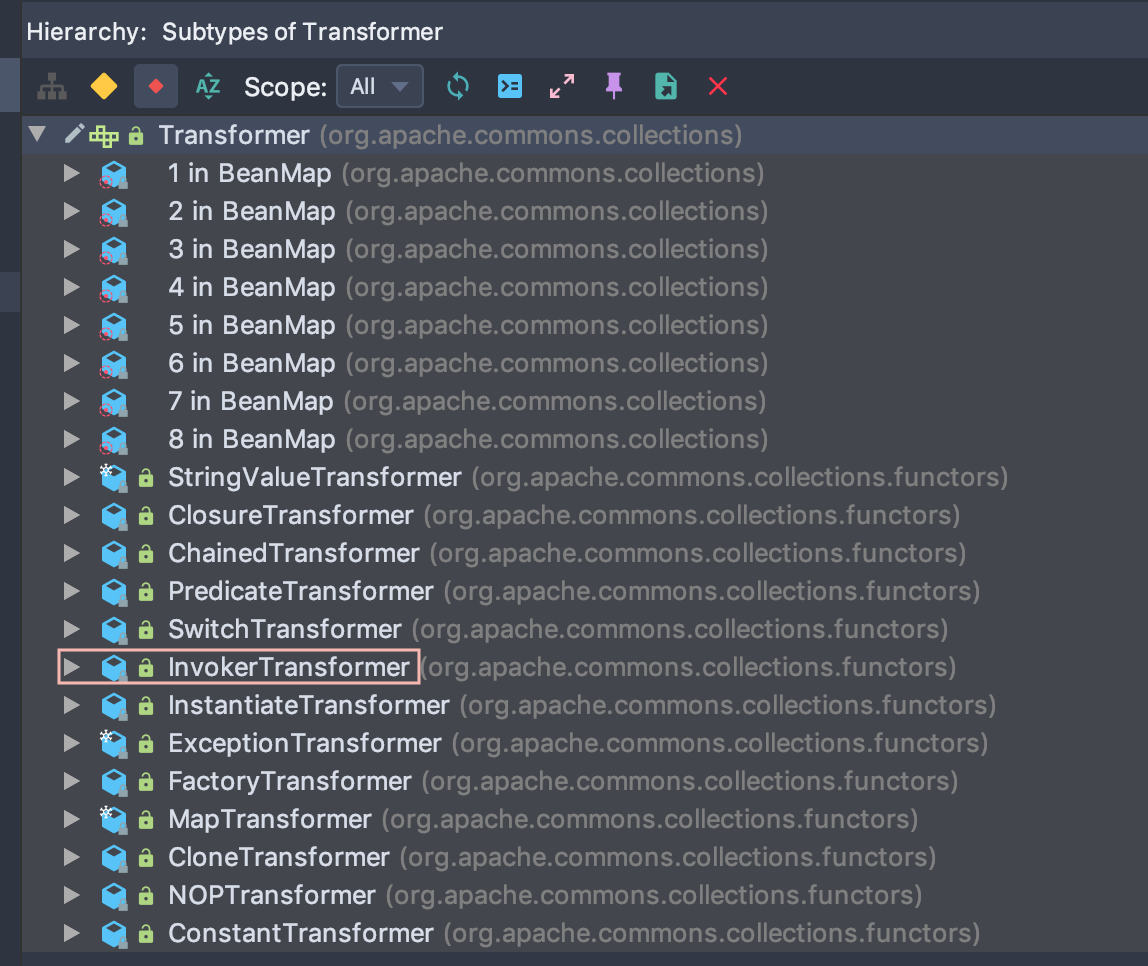 Hierarchy: Subtypes of Transformer
AZ Scope: All
Transformer (org.apache.commons.collections)
1 in BeanMap (org.apache.commons.collections)
2 in BeanMap (org.apache.commons.collections)
3 in BeanMap (org.apache.commons.collections)
4 in BeanMap (org.apache.commons.collections)
5 in BeanMap (org.apache.commons.collections)
6 in BeanMap (org.apache.commons.collections)
7 in BeanMap (org.apache.commons.collections)
8 in BeanMap (org.apache.commons.collections)
StringValueTransformer (org.apache.commons.collections.functors)
ClosureTransformer (org.apache.commons.collections.functors)
ChainedTransformer (org.apache.commons.collections.functors)
PredicateTransformer (org.apache.commons.collections.functors)
SwitchTransformer (org.apache.commons.collections.functors)
InvokerTransformer (org.apache.commons.collections.functors)
InstantiateTransformer (org.apache.commons.collections.functors)
ExceptionTransformer (org.apache.commons.collections.functors)
FactoryTransformer (org.apache.commons.collections.functors)
MapTransformer (org.apache.commons.collections.functors)
CloneTransformer (org.apache.commons.collections.functors)
NOPTransformer (org.apache.commons.collections.functors)
ConstantTransformer (org.apache.commons.collections.functors)